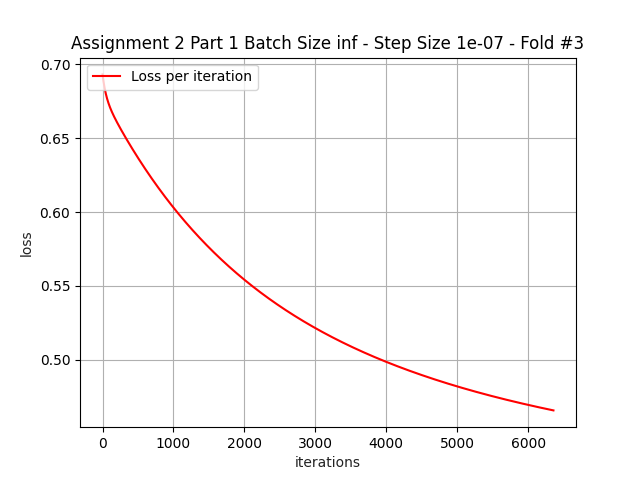 Assignment 2 Part 1 Batch Size inf - Step Size 1e-07 - Fold #3
Loss per iteration
0.70
0.65
0.60
0.55
0.50
loss
0 1000 2000 3000 4000 5000 6000
iterations